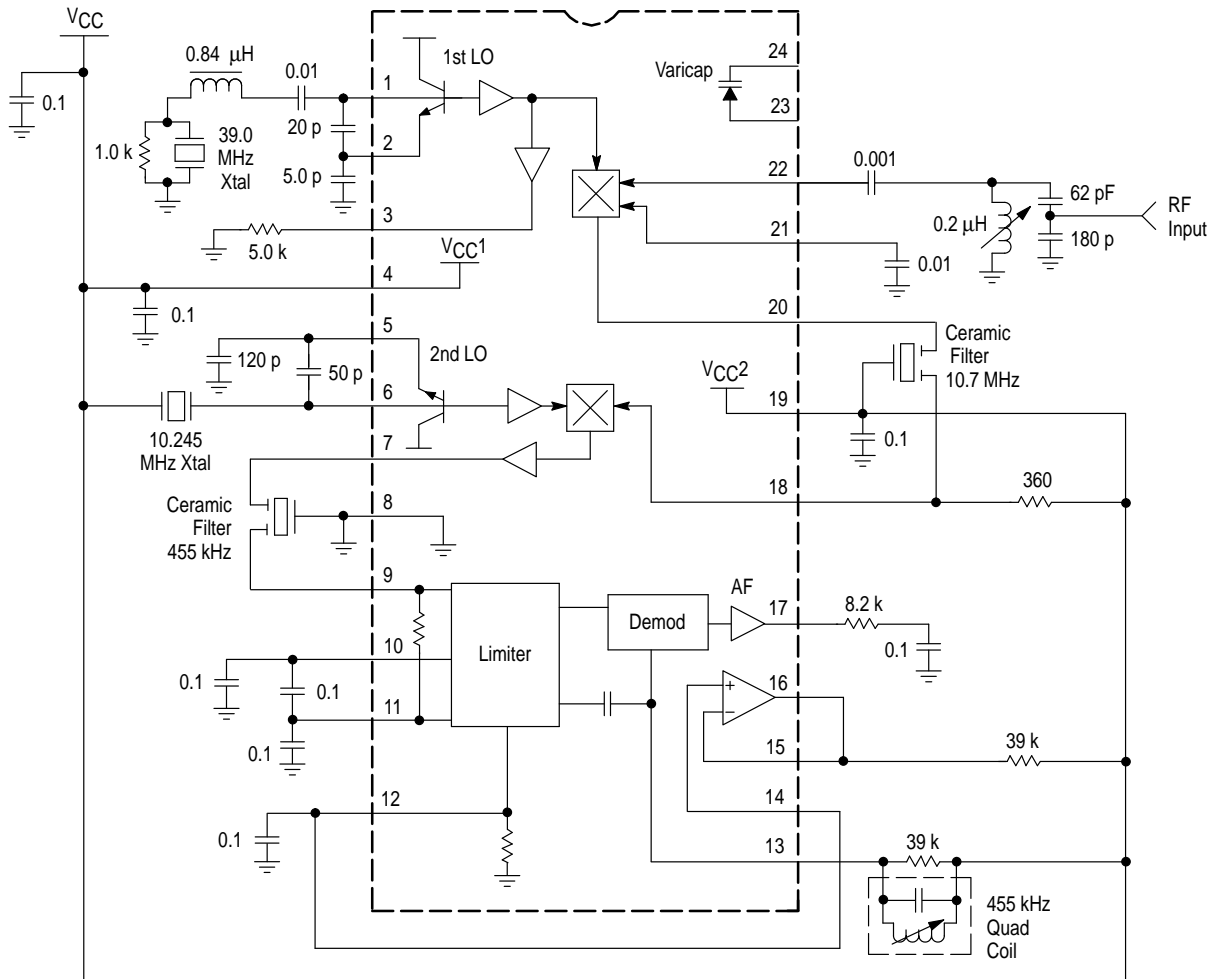 VCC
0.1
0.84 µH
0.01
1
1st LO
20 p
2
5.0 p
1.0 k
39.0
MHz
Xtal
3
5.0 k
VCC1
4
0.1
5
2nd LO
120 p
50 p
6
10.245
MHz Xtal
7
Ceramic
Filter
455 kHz
8
9
10
0.1
0.1
11
0.1
12
0.1
Limiter
Demod
AF
Varicap
24
23
22
0.001
62 pF
RF
Input
0.2 µH
180 p
21
0.01
20
Ceramic
Filter
10.7 MHz
VCC2
19
0.1
18
360
17
8.2 k
0.1
+
16
–
15
39 k
14
13
39 k
455 kHz
Quad
Coil